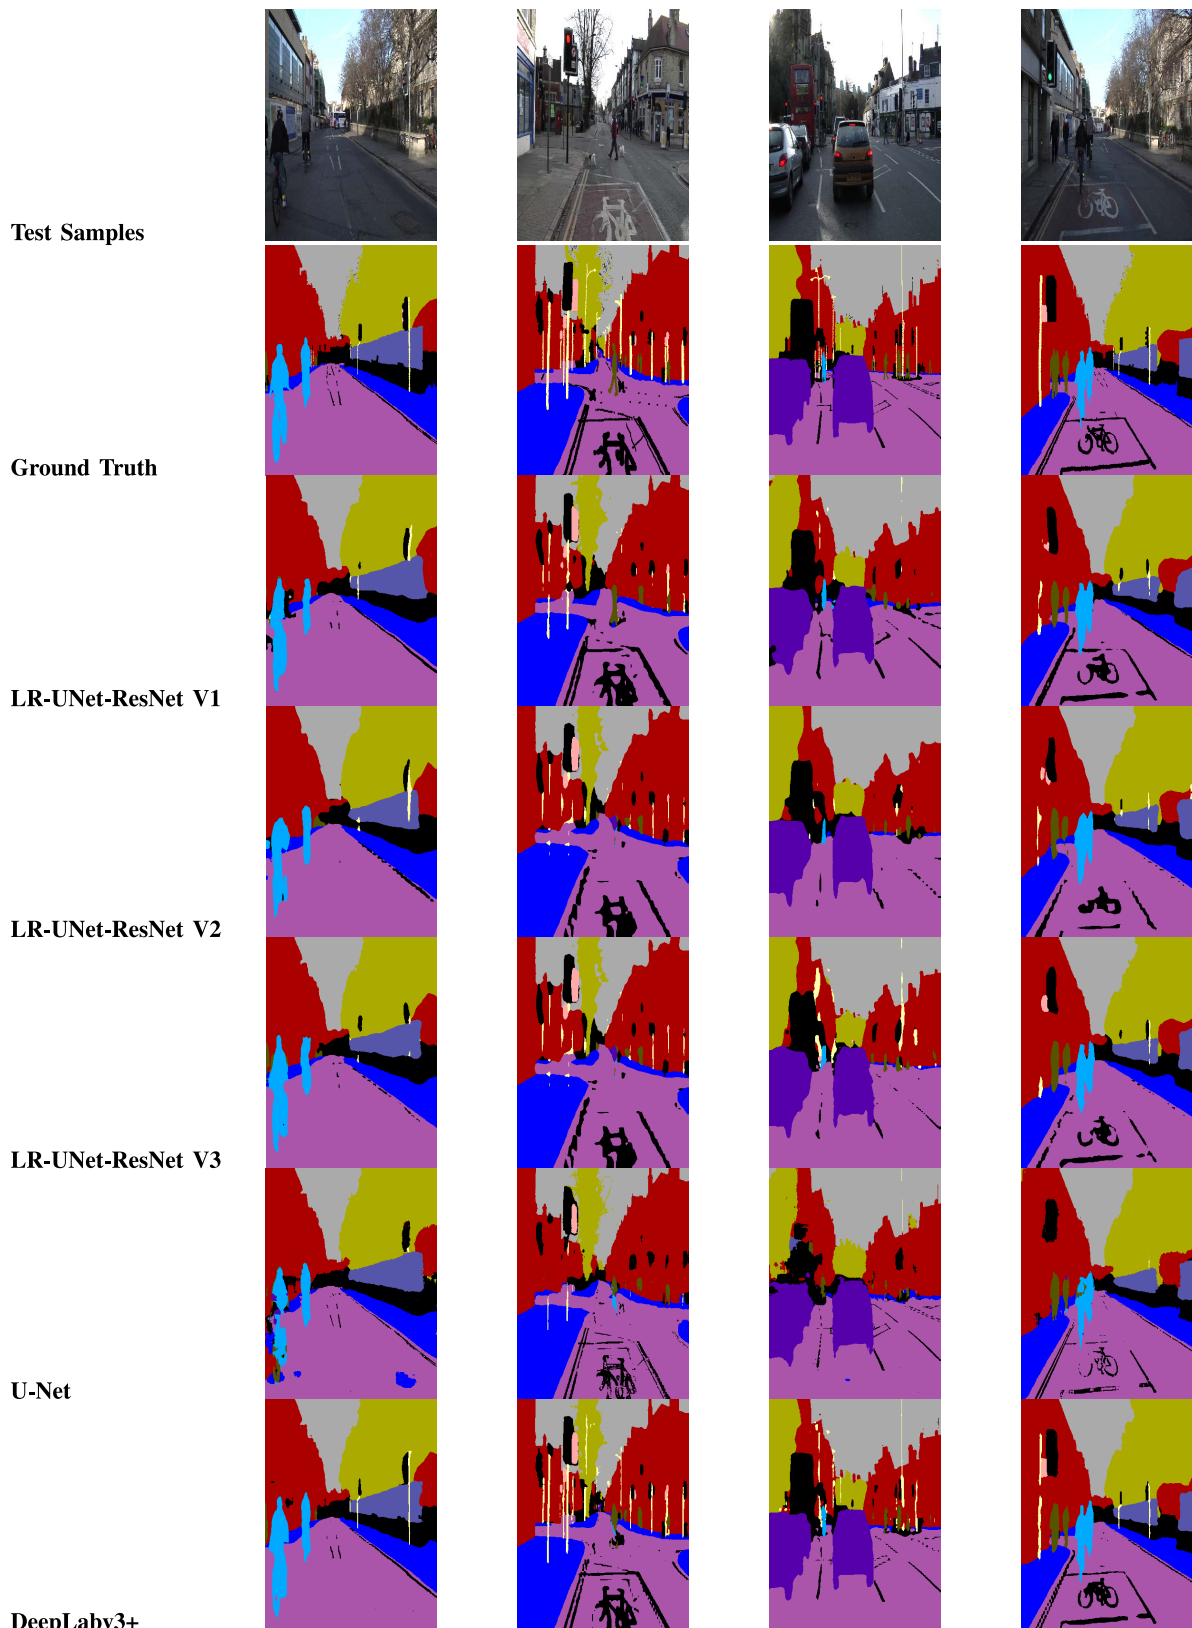 Test Samples
Ground Truth
LR-UNet-ResNet V1
LR-UNet-ResNet V2
LR-UNet-ResNet V3
U-Net
DeepLabv3+